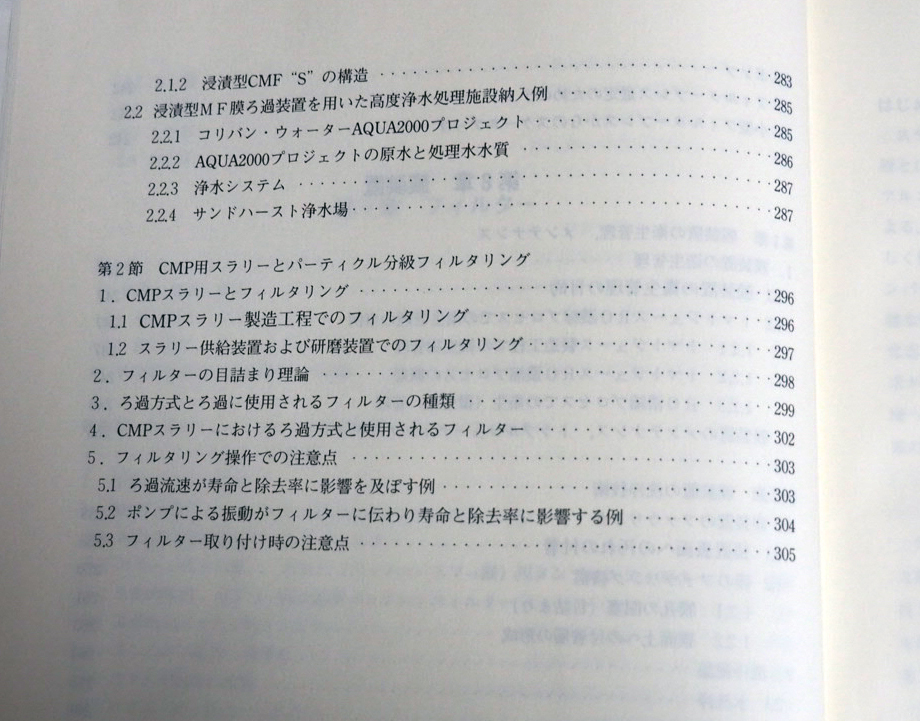 2.1.2 浸漬型CMF“S”の構造 ････････････････････････････････ 283
2.2 浸漬型ＭＦ膜ろ過装置を用いた高度浄水処理施設納入例 ････････････････ 285
2.2.1 コリバン・ウォーターAQUA2000プロジェクト ････････････････ 285
2.2.2 AQUA2000プロジェクトの原水と処理水水質 ･････････････････ 286
2.2.3 浄水システム ･･････････････････････････････････ 287
2.2.4 サンドハースト浄水場 ･････････････････････････････ 287
第２節 CMP用スラリーとパーティクル分級フィルタリング
１．CMPスラリーとフィルタリング ････････････････････････････ 296
1.1 CMPスラリー製造工程でのフィルタリング ･････････････････････ 296
1.2 スラリー供給装置および研磨装置でのフィルタリング ･････････････････ 297
２．フィルターの目詰まり理論 ･･････････････････････････････ 298
３．ろ過方式とろ過に使用されるフィルターの種類 ･････････････････････ 299
４．CMPスラリーにおけるろ過方式と使用されるフィルター ････････････････ 302
５．フィルタリング操作での注意点 ････････････････････････････ 303
5.1 ろ過流速が寿命と除去率に影響を及ぼす例 ･････････････････････ 303
5.2 ポンプによる振動がフィルターに伝わり寿命と除去率に影響する例 ･･････････ 304
5.3 フィルター取り付け時の注意点 ･･････････････････････････ 305